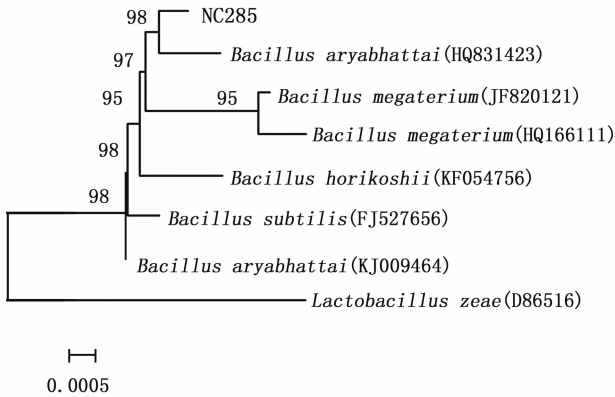 98
NC285
Bacillus aryabhattai(HQ831423)
97
95
95
Bacillus megaterium(JF820121)
Bacillus megaterium(HQ166111)
98
Bacillus horikoshii(KF054756)
98
Bacillus subtilis(FJ527656)
Bacillus aryabhattai(KJ009464)
Lactobacillus zeae(D86516)
0.0005